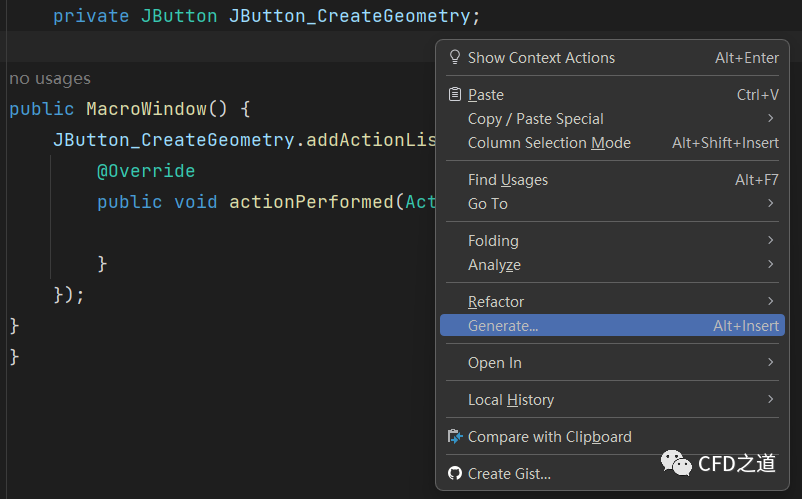 private JButton JButton_CreateGeometry;
no usages
public MacroWindow() {
JButton_CreateGeometry.addActionLis
@Override
public void actionPerformed(Act
}
});
}
}
Show Context Actions Alt+Enter
Paste Ctrl+V
Copy / Paste Special
Column Selection Mode Alt+Shift+Insert
Find Usages Alt+F7
Go To
Folding
Analyze
Refactor
Generate... Alt+Insert
Open In
Local History
Compare with Clipboard
Create Gist...
CFD之道